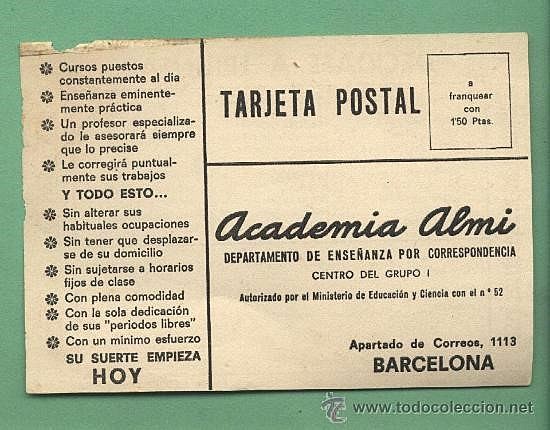 ❋ Cursos puestos
constantemente al día
❋ Enseñanza eminente-
mente práctica
❋ Un profesor especializa-
do le asesorará siempre
que lo precise
❋ Le corregirá puntual-
mente sus trabajos
Y TODO ESTO...
❋ Sin alterar sus
habituales ocupaciones
❋ Sin tener que desplazar-
se de su domicilio
❋ Sin sujetarse a horarios
fijos de clase
❋ Con plena comodidad
❋ Con la sola dedicación
de sus "periodos libres"
❋ Con un mínimo esfuerzo
SU SUERTE EMPIEZA
HOY
TARJETA POSTAL
a
franquear
con
1'50 Ptas.
Academia Almi
DEPARTAMENTO DE ENSEÑANZA POR CORRESPONDENCIA
CENTRO DEL GRUPO I
Autorizado por el Ministerio de Educación y Ciencia con el n.º 52
Apartado de Correos, 1113
BARCELONA
www.todocoleccion.net